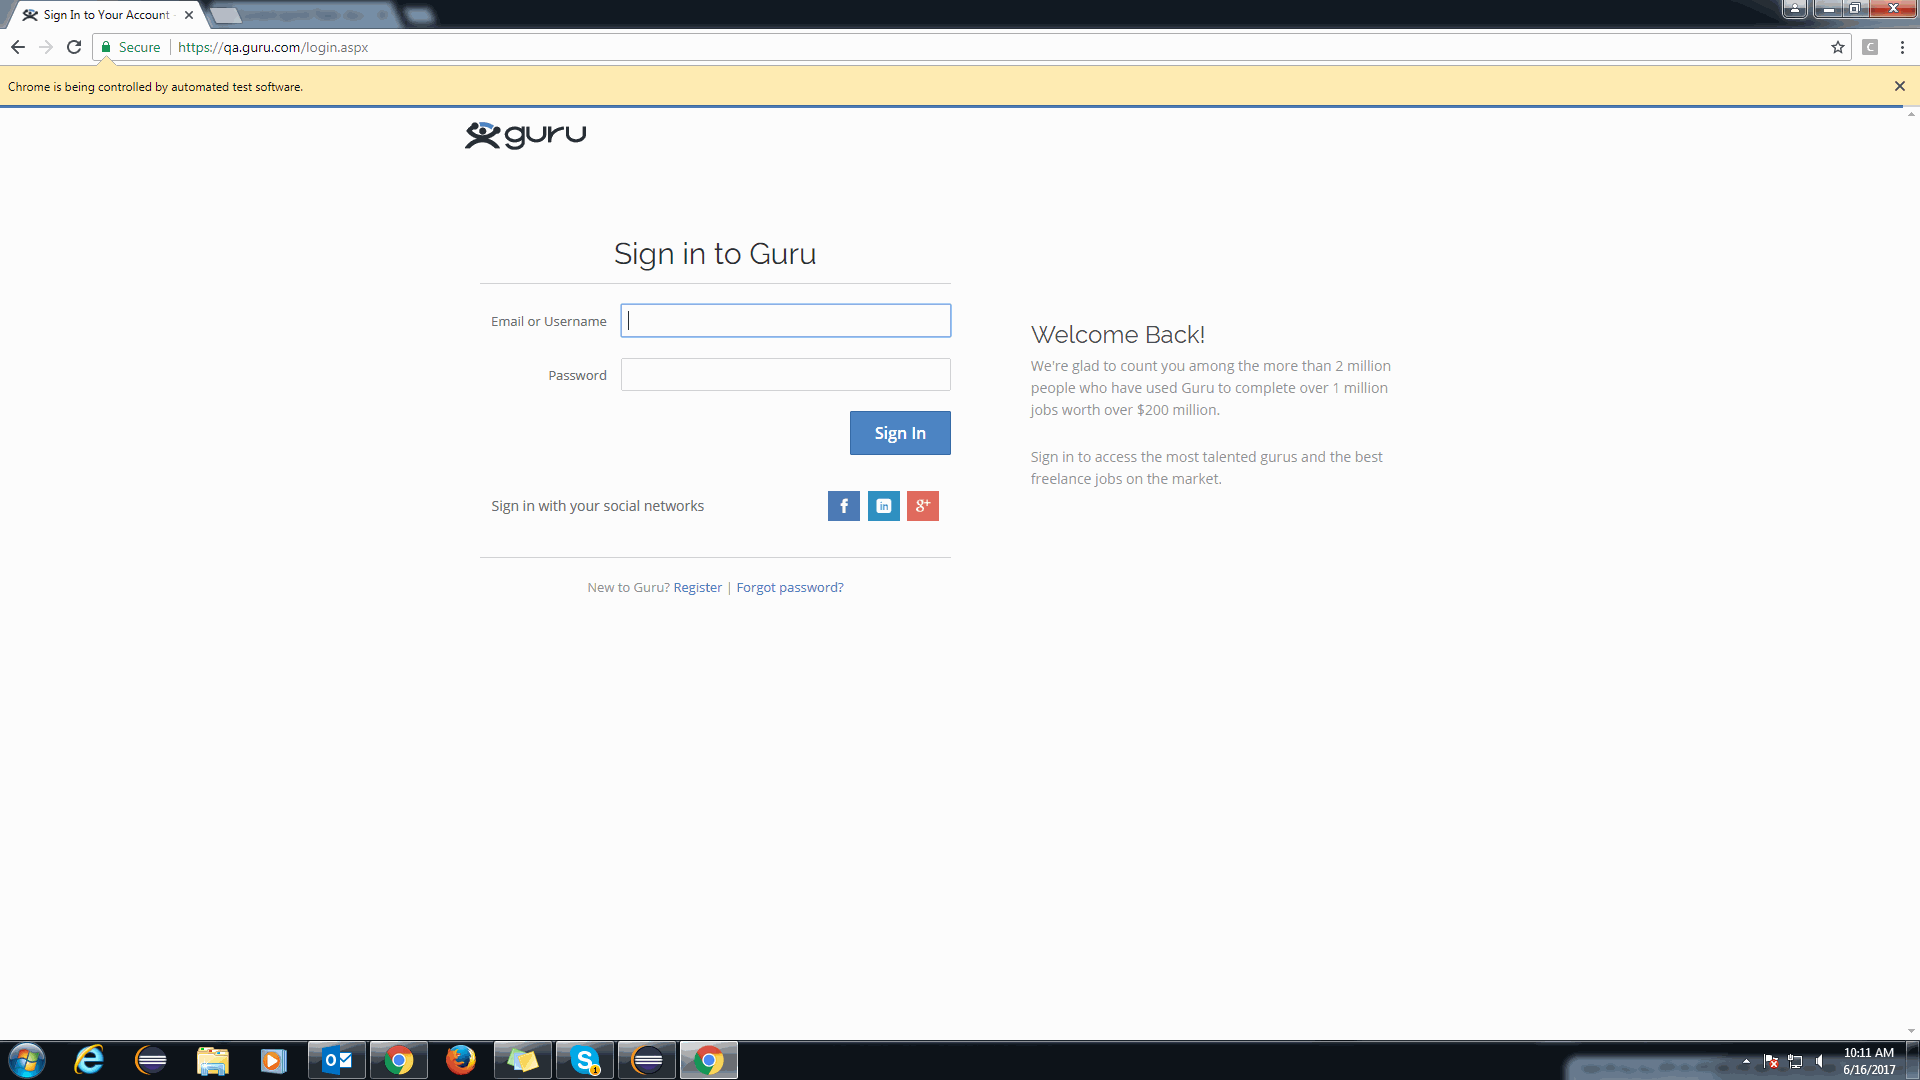 Sign In to Your Account
Secure
https://qa.guru.com/login.aspx
C
Chrome is being controlled by automated test software.
guru
Sign in to Guru
Email or Username
Password
Sign In
Sign in with your social networks
f
in
g+
New to Guru? Register | Forgot password?
Welcome Back!
We're glad to count you among the more than 2 million
people who have used Guru to complete over 1 million
jobs worth over $200 million.
Sign in to access the most talented gurus and the best
freelance jobs on the market.
1
10:11 AM
6/16/2017